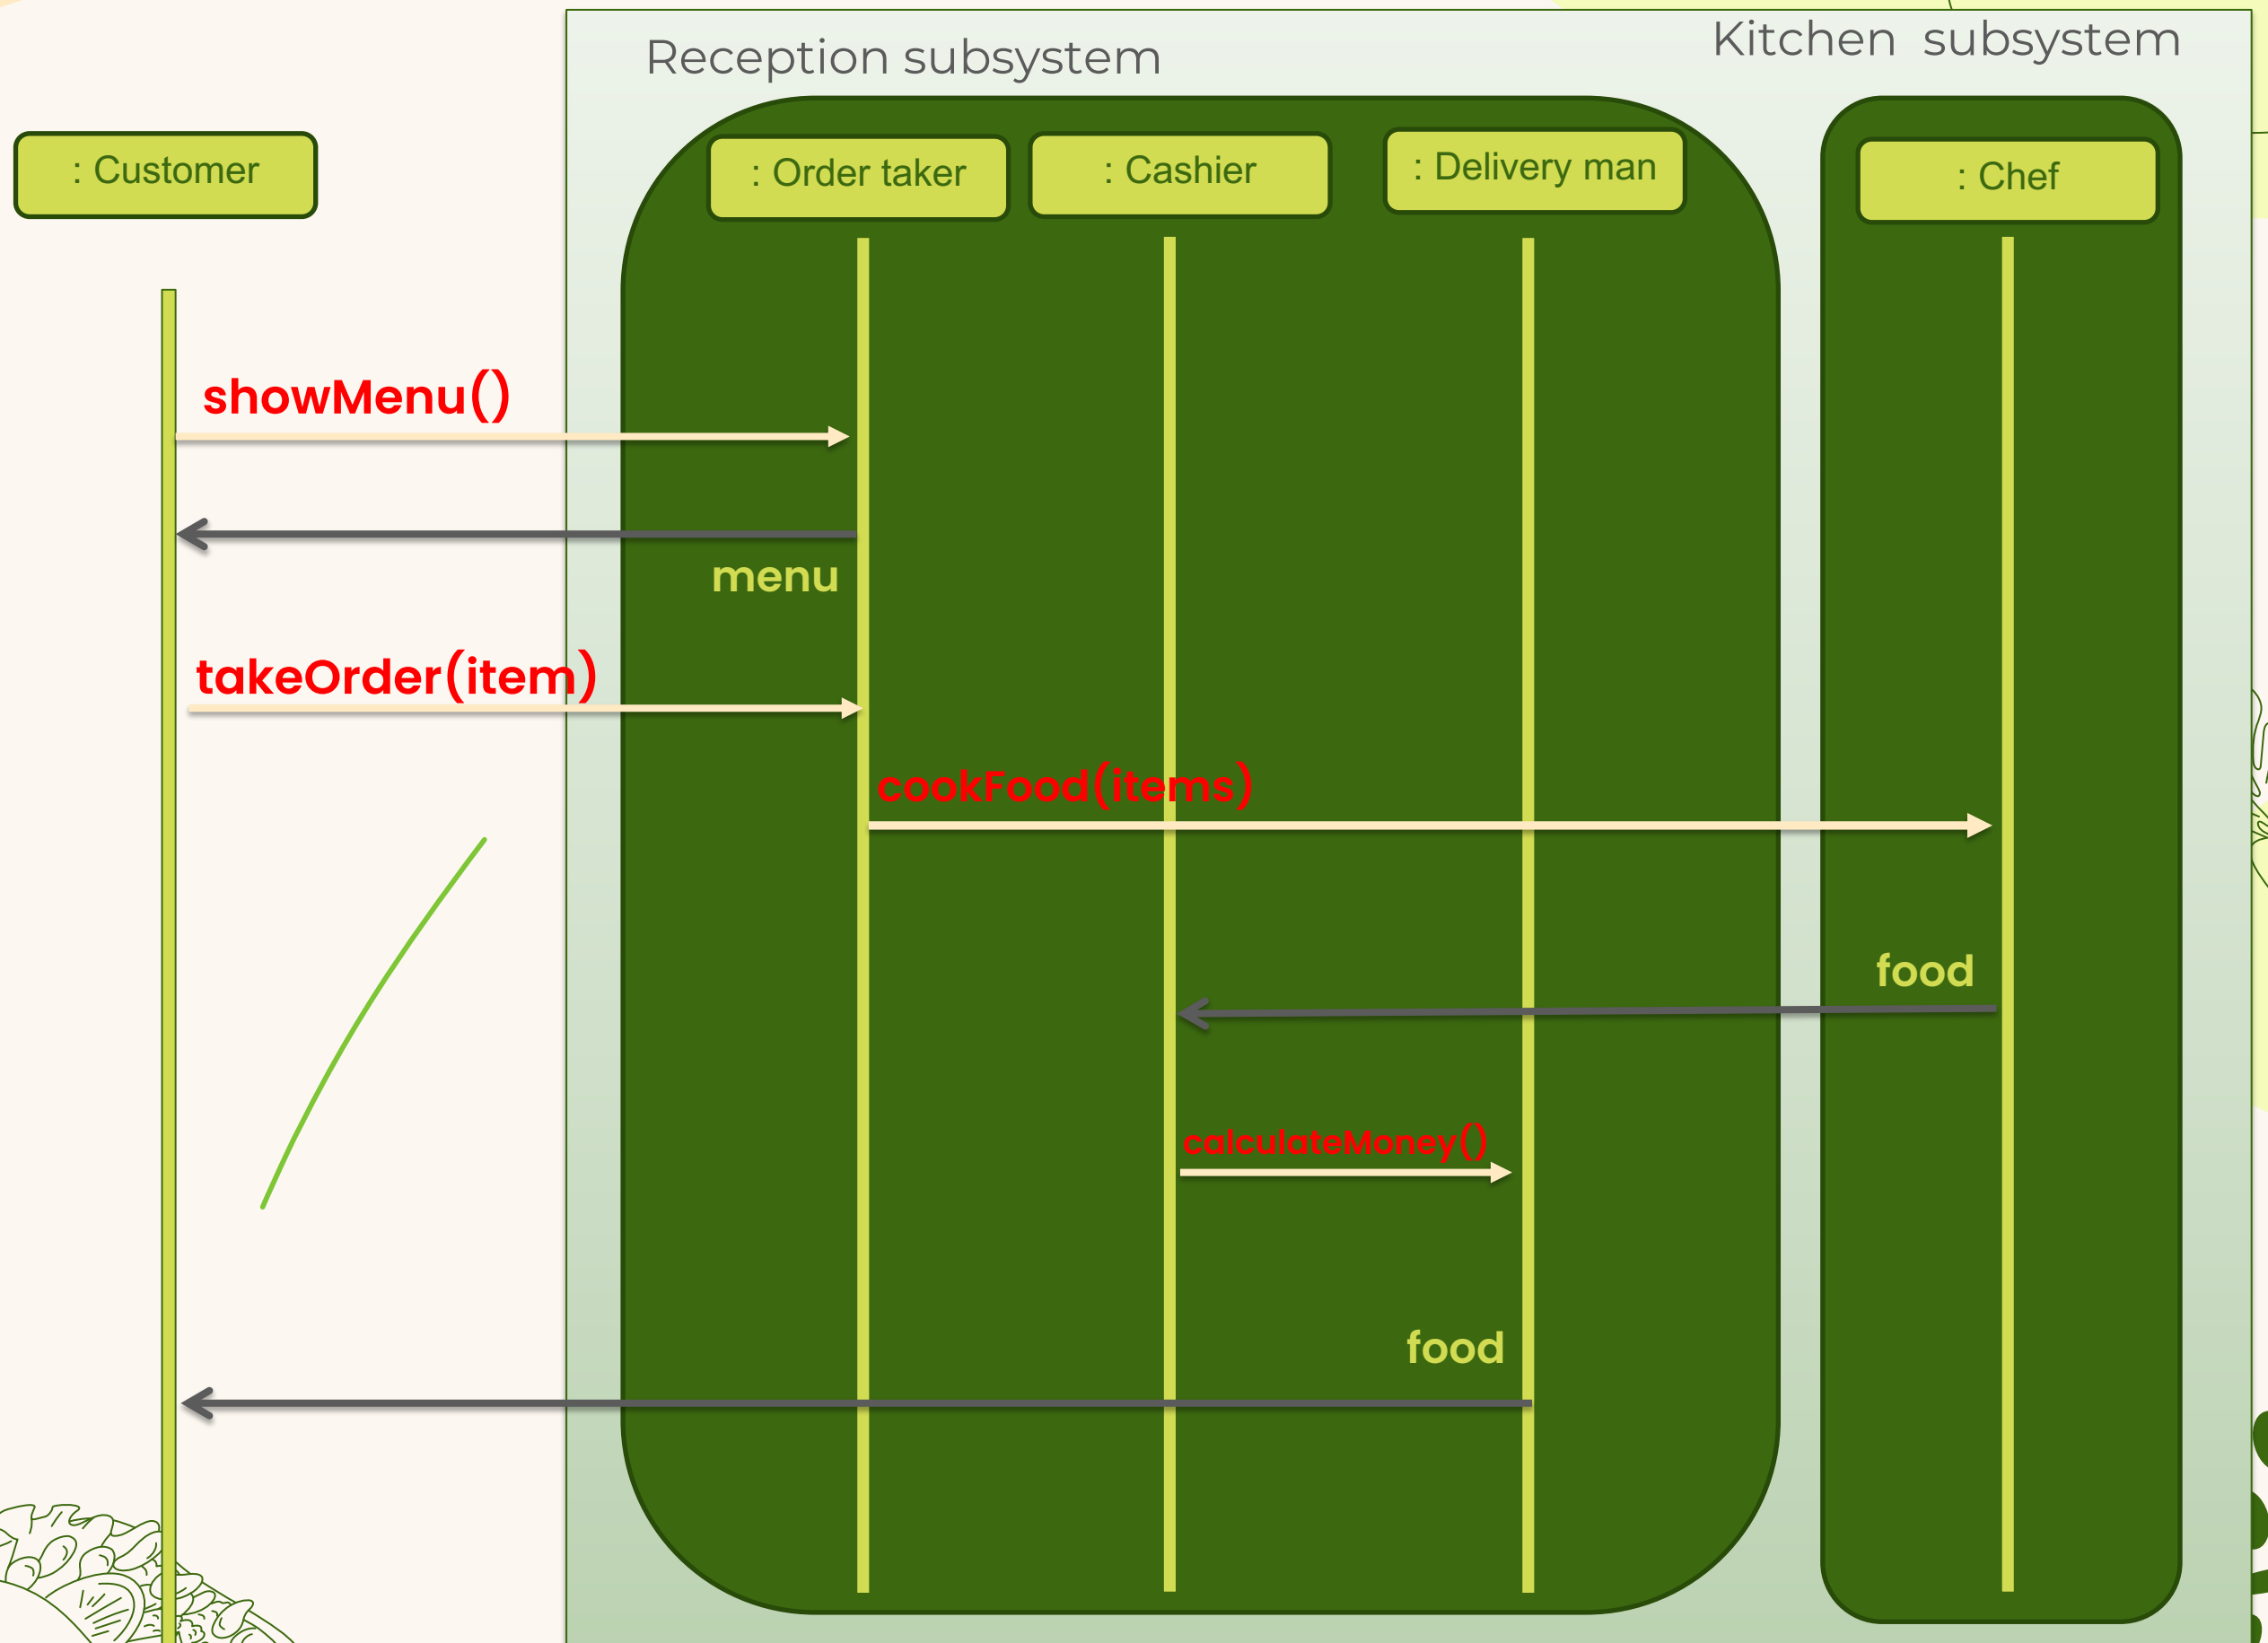 Reception subsystem
Kitchen  subsystem
: Customer
: Order taker
: Cashier
: Delivery man
: Chef
showMenu()
menu
takeOrder(item)
cookFood(items)
food
calculateMoney()
food